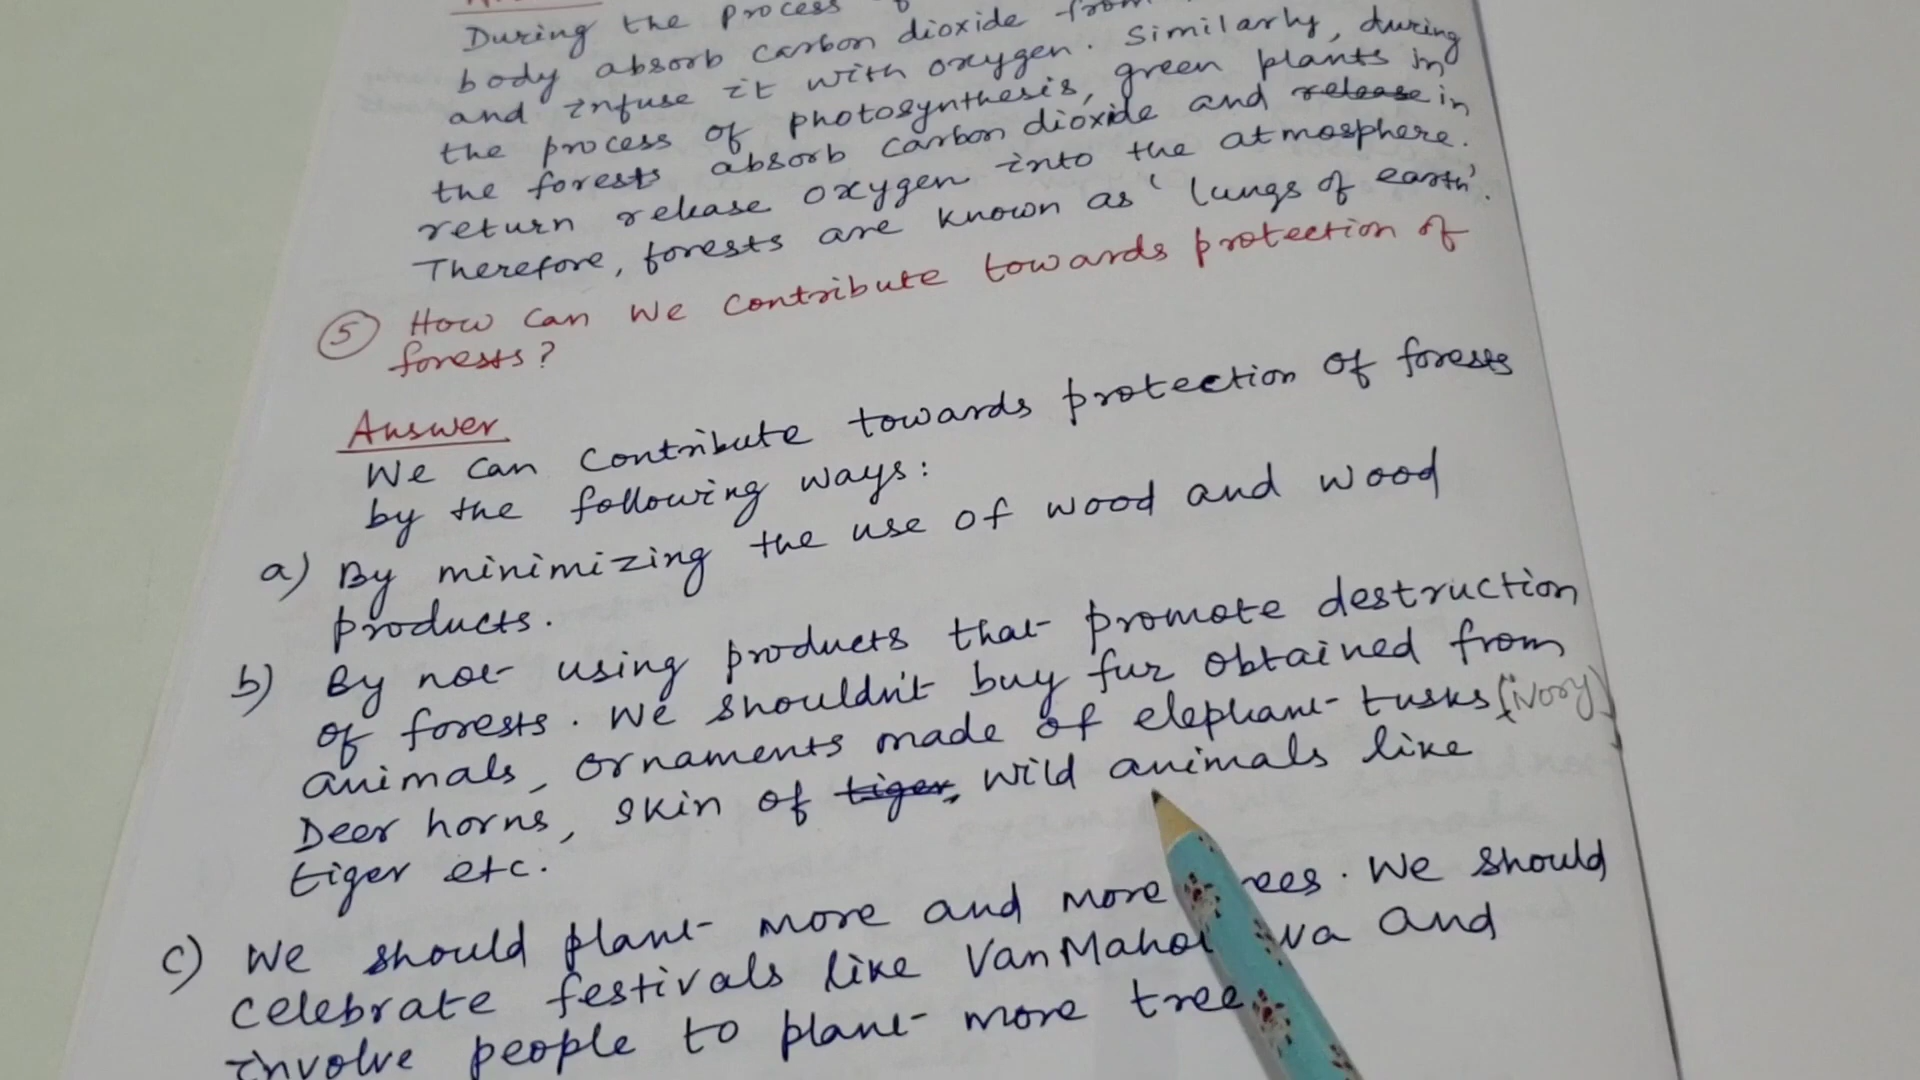 During the process
body absorb carbon dioxide from
and infuse it with oxygen. Similarly, during
the process of photosynthesis, green plants in
the forests absorb carbon dioxide and release in
return release oxygen into the atmosphere.
Therefore, forests are known as 'lungs of earth'.
5 How can we contribute towards protection of
forests?
Answer
We can contribute towards protection of forests
by the following ways:
a) By minimizing the use of wood and wood
products.
b) By not using products that promote destruction
of forests. We shouldn't buy fur obtained from
animals, ornaments made of elephant tusks (ivory)
Deer horns, skin of tiger, wild animals like
tiger etc.
c) We should plant more and more We should
celebrate festivals like and
involve people to plant more tree